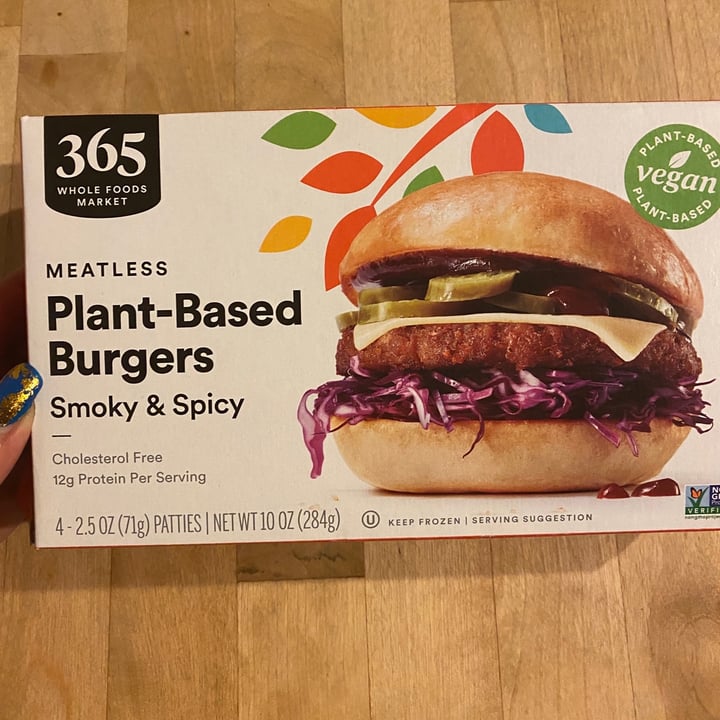 365
WHOLE FOODS
MARKET
MEATLESS
Plant-Based
Burgers
Smoky & Spicy
Cholesterol Free
12g Protein Per Serving
4 - 2.5 OZ (71g) PATTIES | NET WT 10 OZ (284g)
U KEEP FROZEN | SERVING SUGGESTION
PLANT-BASED
vegan
PLANT-BASED